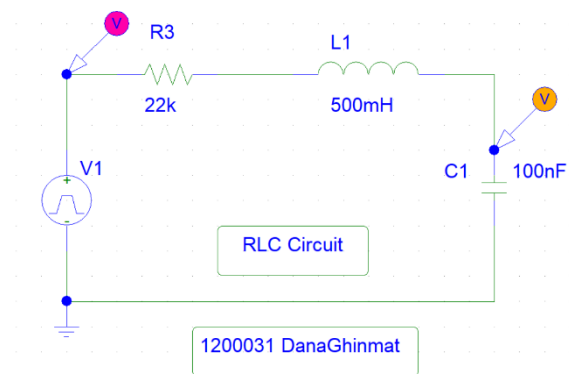 V
R3
L1
22k
500mH
V
V1
C1
100nF
+
-
RLC Circuit
1200031 DanaGhinmat